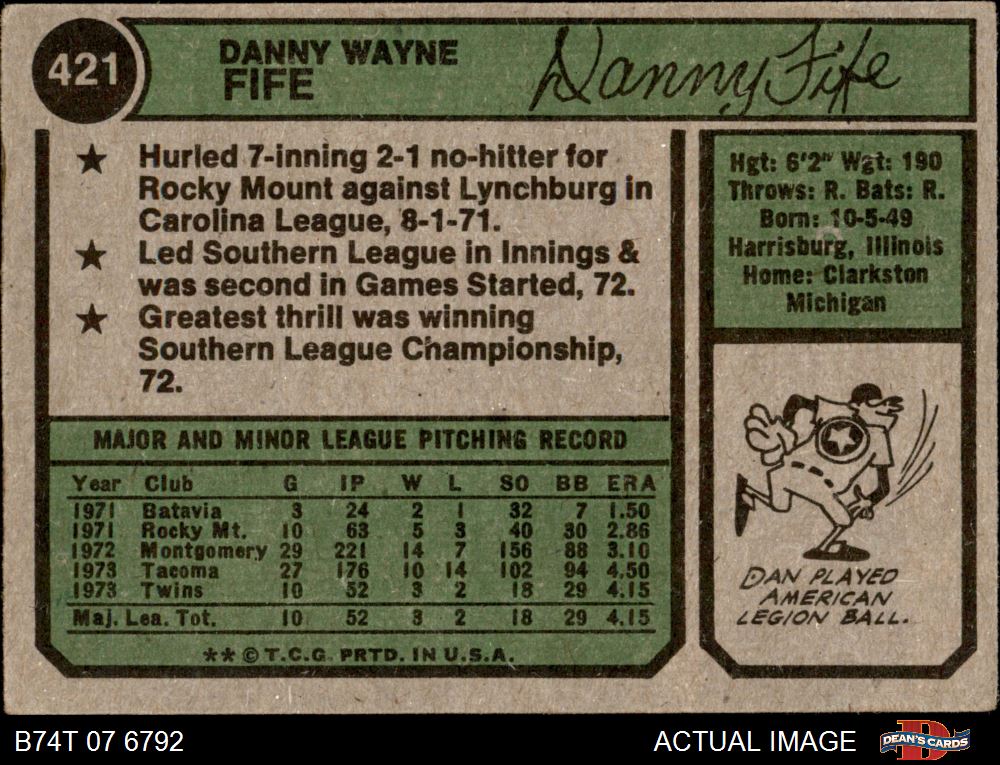 421
DANNY WAYNE
FIFE
Danny Fife
★ Hurled 7-inning 2-1 no-hitter for
Rocky Mount against Lynchburg in
Carolina League, 8-1-71.
★ Led Southern League in Innings &
was second in Games Started, 72.
★ Greatest thrill was winning
Southern League Championship,
72.
Hgt: 6'2" Wgt: 190
Throws: R. Bats: R.
Born: 10-5-49
Harrisburg, Illinois
Home: Clarkston
Michigan
MAJOR AND MINOR LEAGUE PITCHING RECORD
Year Club G IP W L SO BB ERA
1971 Batavia 3 24 2 1 32 7 1.50
1971 Rocky Mt. 10 63 5 3 40 30 2.86
1972 Montgomery 29 221 14 7 156 88 3.10
1973 Tacoma 27 176 10 14 102 94 4.50
1973 Twins 10 52 3 2 18 29 4.15
Maj. Lea. Tot. 10 52 3 2 18 29 4.15
** © T.C.G. PRTD. IN U.S.A.
DAN PLAYED
AMERICAN
LEGION BALL.
B74T 07 6792
ACTUAL IMAGE
DEAN'S CARDS